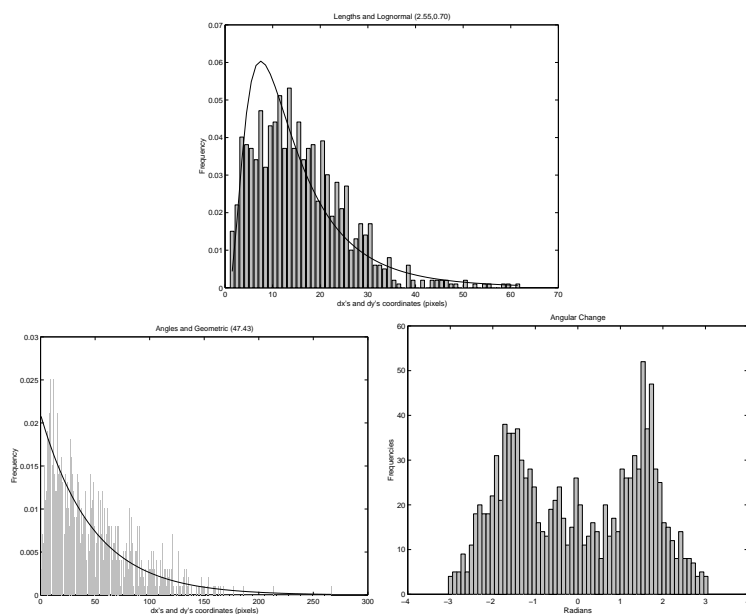 Lengths and Lognormal (2.55,0.70)
0.07
0.06
0.05
0.04
0.03
0.02
0.01
0
Frequency
0 10 20 30 40 50 60 70
dx's and dy's coordinates (pixels)
Angles and Geometric (47.43)
0.03
0.025
0.02
0.015
0.01
0.005
0
Frequency
0 50 100 150 200 250 300
dx's and dy's coordinates (pixels)
Angular Change
60
50
40
30
20
10
0
Frequencies
−4 −3 −2 −1 0 1 2 3
Radians